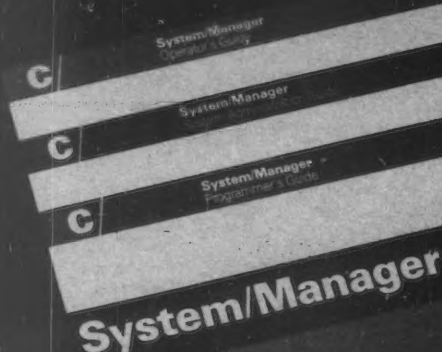 System/Manager
Operator's Guide
C
System/Manager
C
System/Manager
Programmer's Guide
C
System/Manager